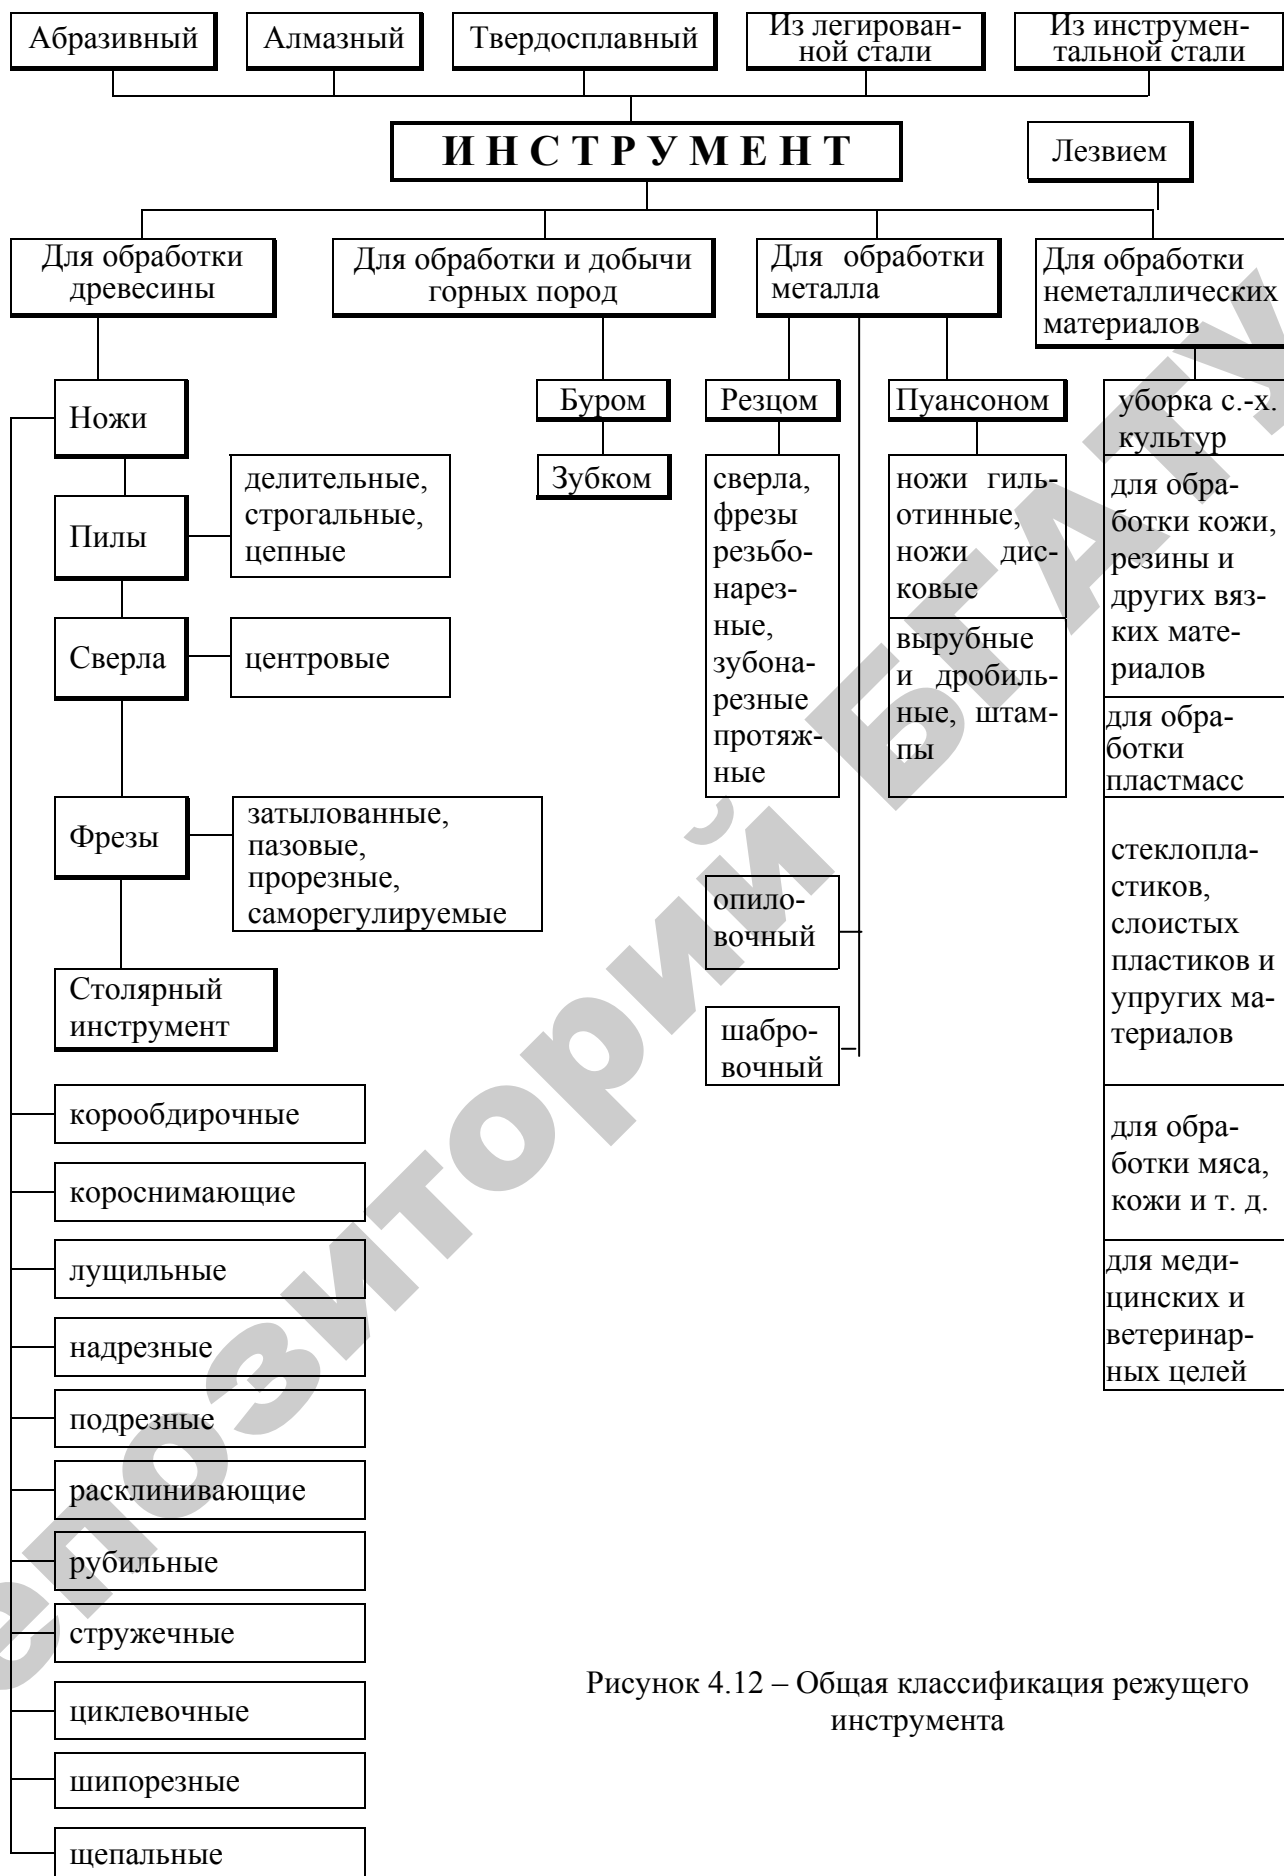 Абразивный
Алмазный
Твердосплавный
Из легирован-
ной стали
Из инструмен-
тальной стали
ИНСТРУМЕНТ
Лезвием
Для обработки
древесины
Для обработки и добычи
горных пород
Для обработки
металла
Для обработки
неметаллических
материалов
Ножи
Пилы
делительные,
строгальные,
цепные
Сверла
центровые
Фрезы
затылованные,
пазовые,
прорезные,
саморегулируемые
Столярный
инструмент
Буром
Зубком
Резцом
сверла,
фрезы
резьбо-
нарез-
ные,
зубона-
резные
протяж-
ные
Пуансоном
ножи гиль-
отинные,
ножи дис-
ковые
вырубные
и дробиль-
ные, штам-
пы
опило-
вочный
шабро-
вочный
уборка с.-х.
культур
для обра-
ботки кожи,
резины и
других вяз-
ких мате-
риалов
для обра-
ботки
пластмасс
стеклопла-
стиков,
слоистых
пластиков и
упругих ма-
териалов
для обра-
ботки мяса,
кожи и т. д.
для меди-
цинских и
ветеринар-
ных целей
корообдирочные
короснимающие
лущильные
надрезные
подрезные
расклинивающие
рубильные
стружечные
циклевочные
шипорезные
щепальные
Рисунок 4.12 – Общая классификация режущего
инструмента
епозиторий БГАТУ